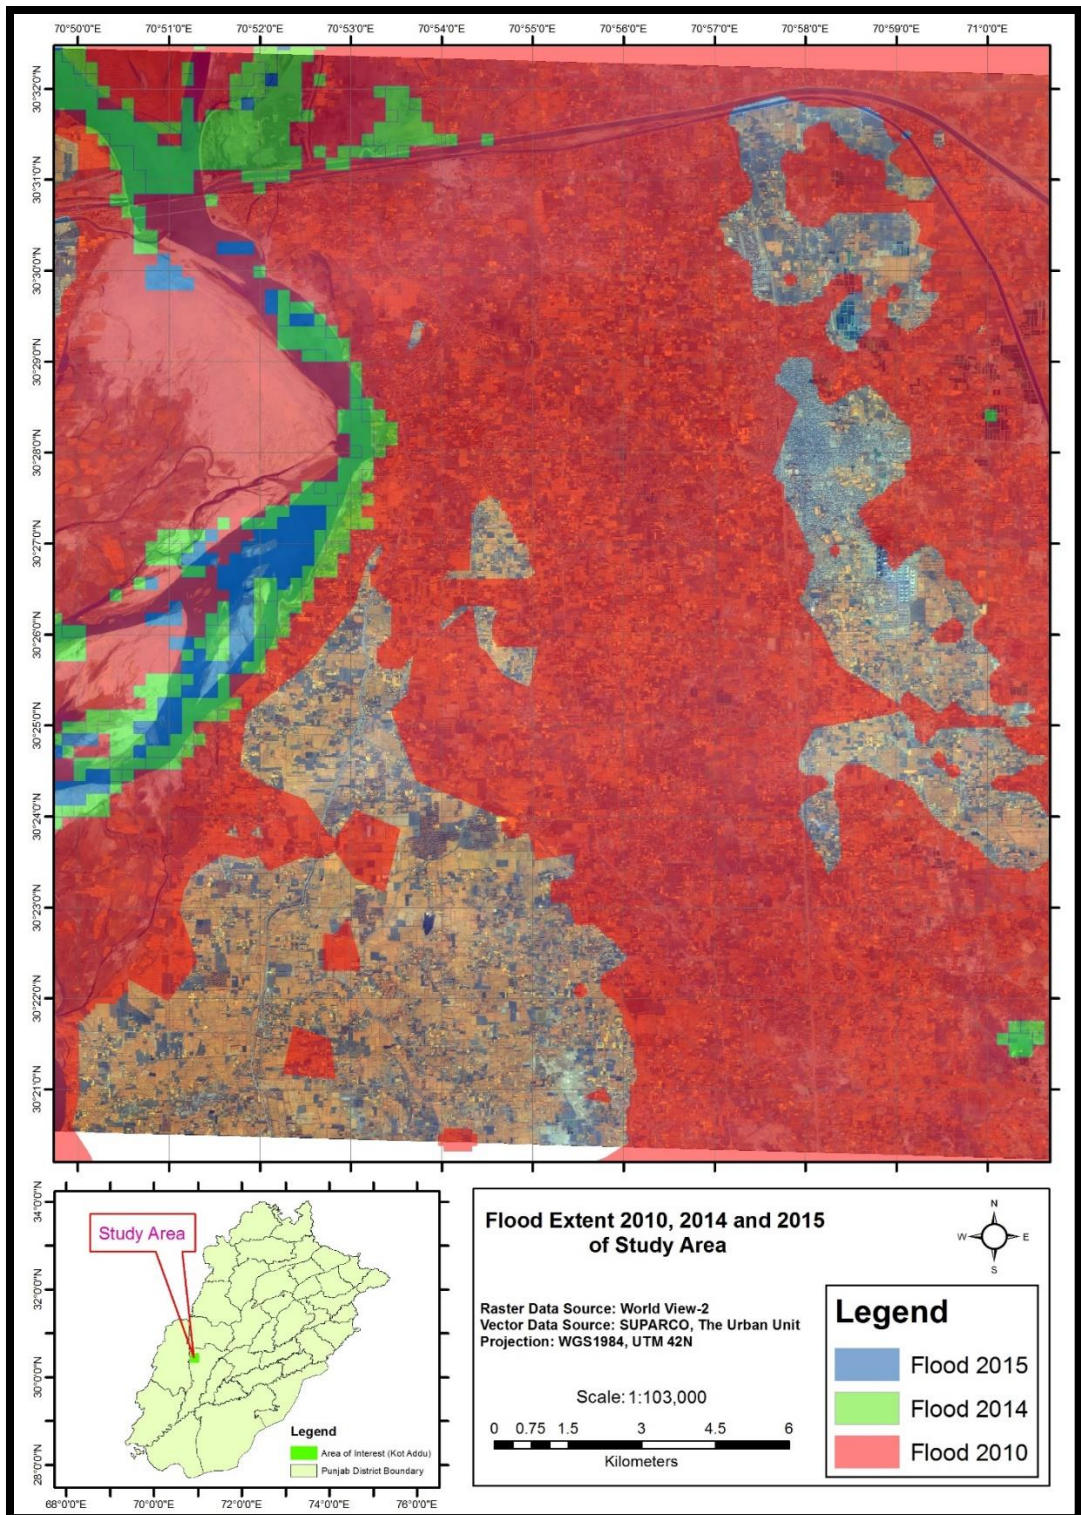 70°50'0"E 70°51'0"E 70°52'0"E 70°53'0"E 70°54'0"E 70°55'0"E 70°56'0"E 70°57'0"E 70°58'0"E 70°59'0"E 71°0'0"E
30°32'0"N
30°31'0"N
30°30'0"N
30°29'0"N
30°28'0"N
30°27'0"N
30°26'0"N
30°25'0"N
30°24'0"N
30°23'0"N
30°22'0"N
30°21'0"N
34°0'0"N
32°0'0"N
30°0'0"N
28°0'0"N
Study Area
Legend
Area of Interest (Kot Addu)
Punjab District Boundary
68°0'0"E 70°0'0"E 72°0'0"E 74°0'0"E 76°0'0"E
Flood Extent 2010, 2014 and 2015
of Study Area
N
W E
S
Raster Data Source: World View-2
Vector Data Source: SUPARCO, The Urban Unit
Projection: WGS1984, UTM 42N
Scale: 1:103,000
0 0.75 1.5 3 4.5 6
Kilometers
Legend
Flood 2015
Flood 2014
Flood 2010